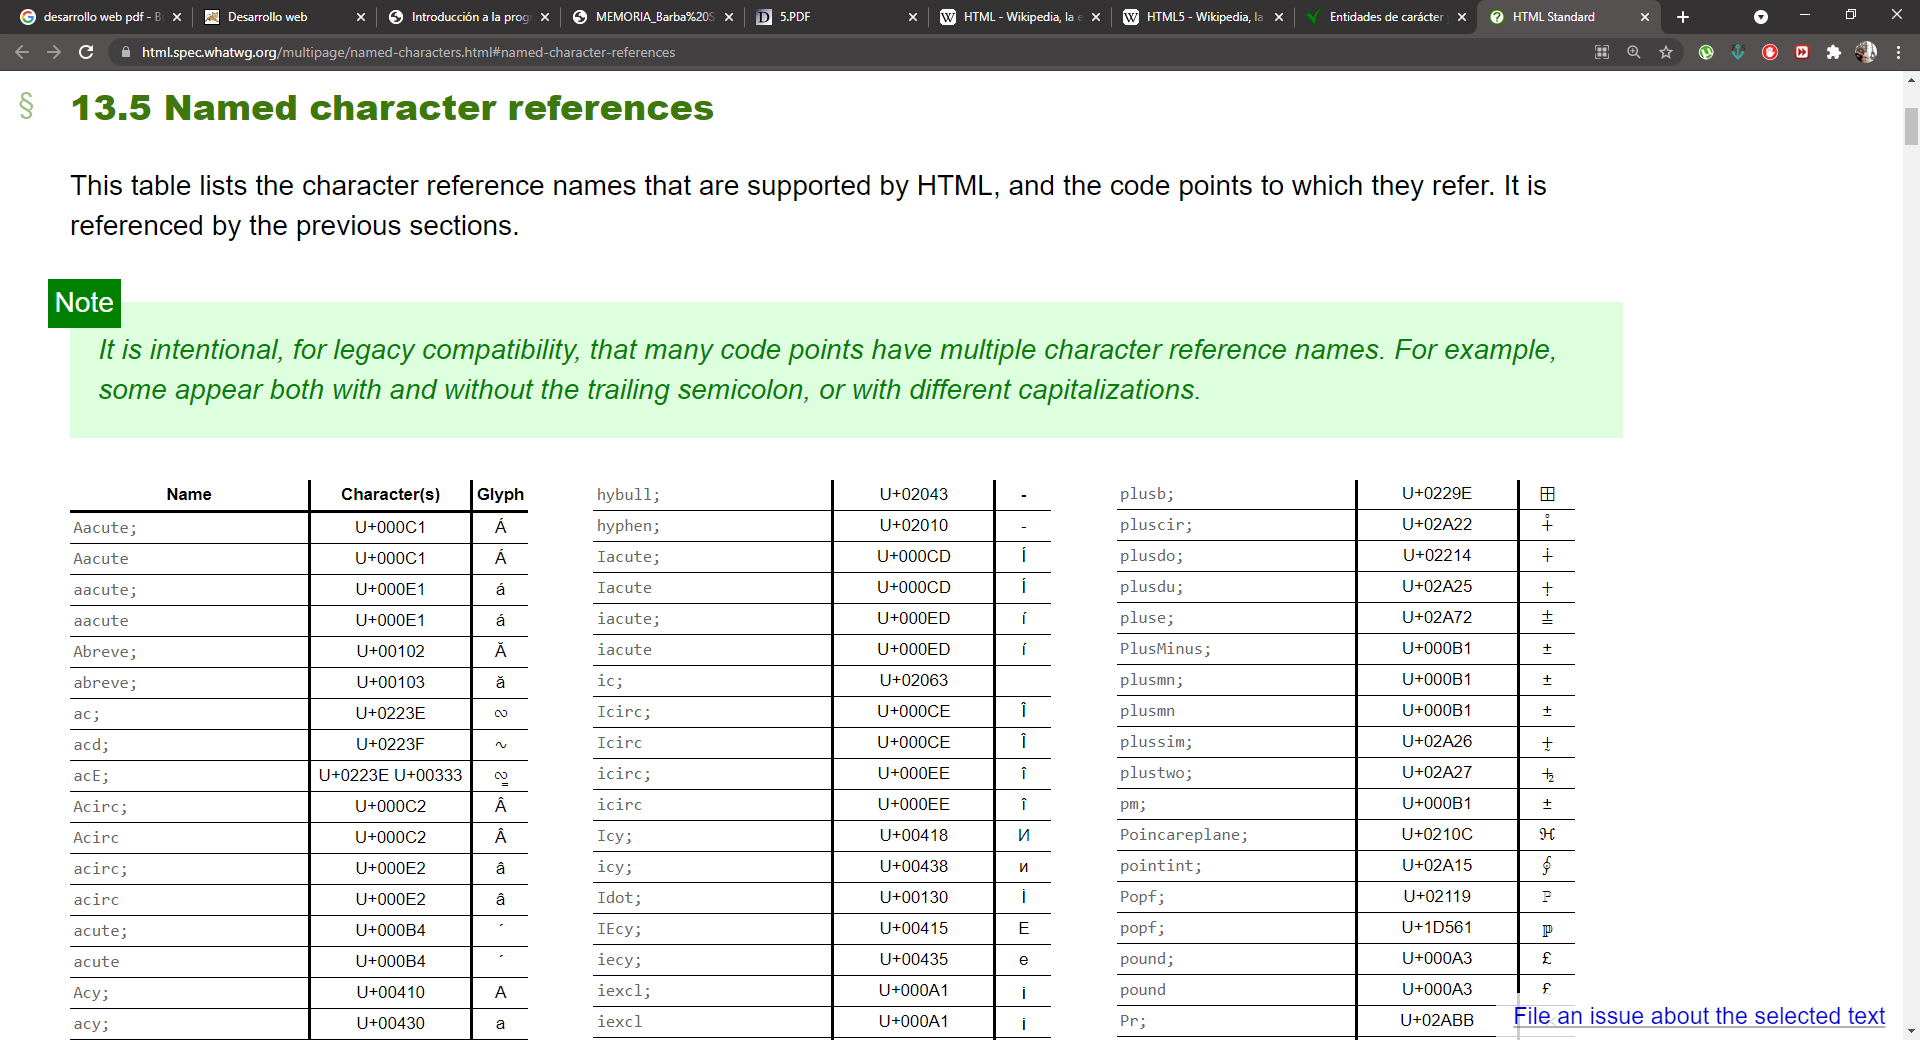 desarrollo web pdf - B
Desarrollo web
Introducción a la prog
MEMORIA_Barba%20S
5.PDF
HTML - Wikipedia, la e
HTML5 - Wikipedia, la
Entidades de carácter
HTML Standard
html.spec.whatwg.org/multipage/named-characters.html#named-character-references
§ 13.5 Named character references
This table lists the character reference names that are supported by HTML, and the code points to which they refer. It is
referenced by the previous sections.
Note
It is intentional, for legacy compatibility, that many code points have multiple character reference names. For example,
some appear both with and without the trailing semicolon, or with different capitalizations.
Name Character(s) Glyph
Aacute; U+000C1 Á
Aacute U+000C1 Á
aacute; U+000E1 á
aacute U+000E1 á
Abreve; U+00102 Ă
abreve; U+00103 ă
ac; U+0223E ∾
acd; U+0223F ∿
acE; U+0223E U+00333 ∾̳
Acirc; U+000C2 Â
Acirc U+000C2 Â
acirc; U+000E2 â
acirc U+000E2 â
acute; U+000B4 ´
acute U+000B4 ´
Acy; U+00410 А
acy; U+00430 а
hybull; U+02043 ⁃
hyphen; U+02010 ‐
Iacute; U+000CD Í
Iacute U+000CD Í
iacute; U+000ED í
iacute U+000ED í
ic; U+02063
Icirc; U+000CE Î
Icirc U+000CE Î
icirc; U+000EE î
icirc U+000EE î
Icy; U+00418 И
icy; U+00438 и
Idot; U+00130 İ
IEcy; U+00415 Е
iecy; U+00435 е
iexcl; U+000A1 ¡
iexcl U+000A1 ¡
plusb; U+0229E ⊞
pluscir; U+02A22 ⨢
plusdo; U+02214 ∔
plusdu; U+02A25 ⨥
pluse; U+02A72 ⩲
PlusMinus; U+000B1 ±
plusmn; U+000B1 ±
plusmn U+000B1 ±
plussim; U+02A26 ⨦
plustwo; U+02A27 ⨧
pm; U+000B1 ±
Poincareplane; U+0210C ℌ
pointint; U+02A15 ⨕
Popf; U+02119 ℙ
popf; U+1D561 𝕡
pound; U+000A3 £
pound U+000A3 £
Pr; U+02ABB
File an issue about the selected text